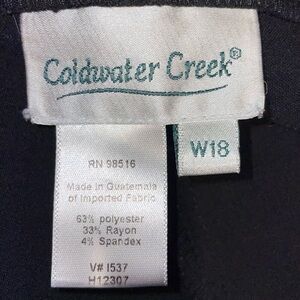 Coldwater Creek®
W18
RN 98516
Made in Guatemala
of Imported Fabric
63% polyester
33% Rayon
4% Spandex
V# I537
H12307